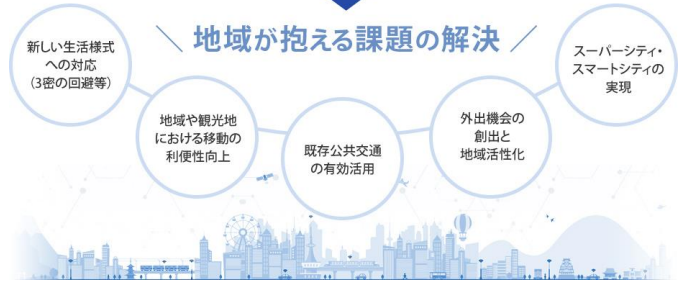 地域が抱える課題の解決
新しい生活様式
への対応
（3密の回避等）
地域や観光地
における移動の
利便性向上
既存公共交通
の有効活用
外出機会の
創出と
地域活性化
スーパーシティ・
スマートシティの
実現